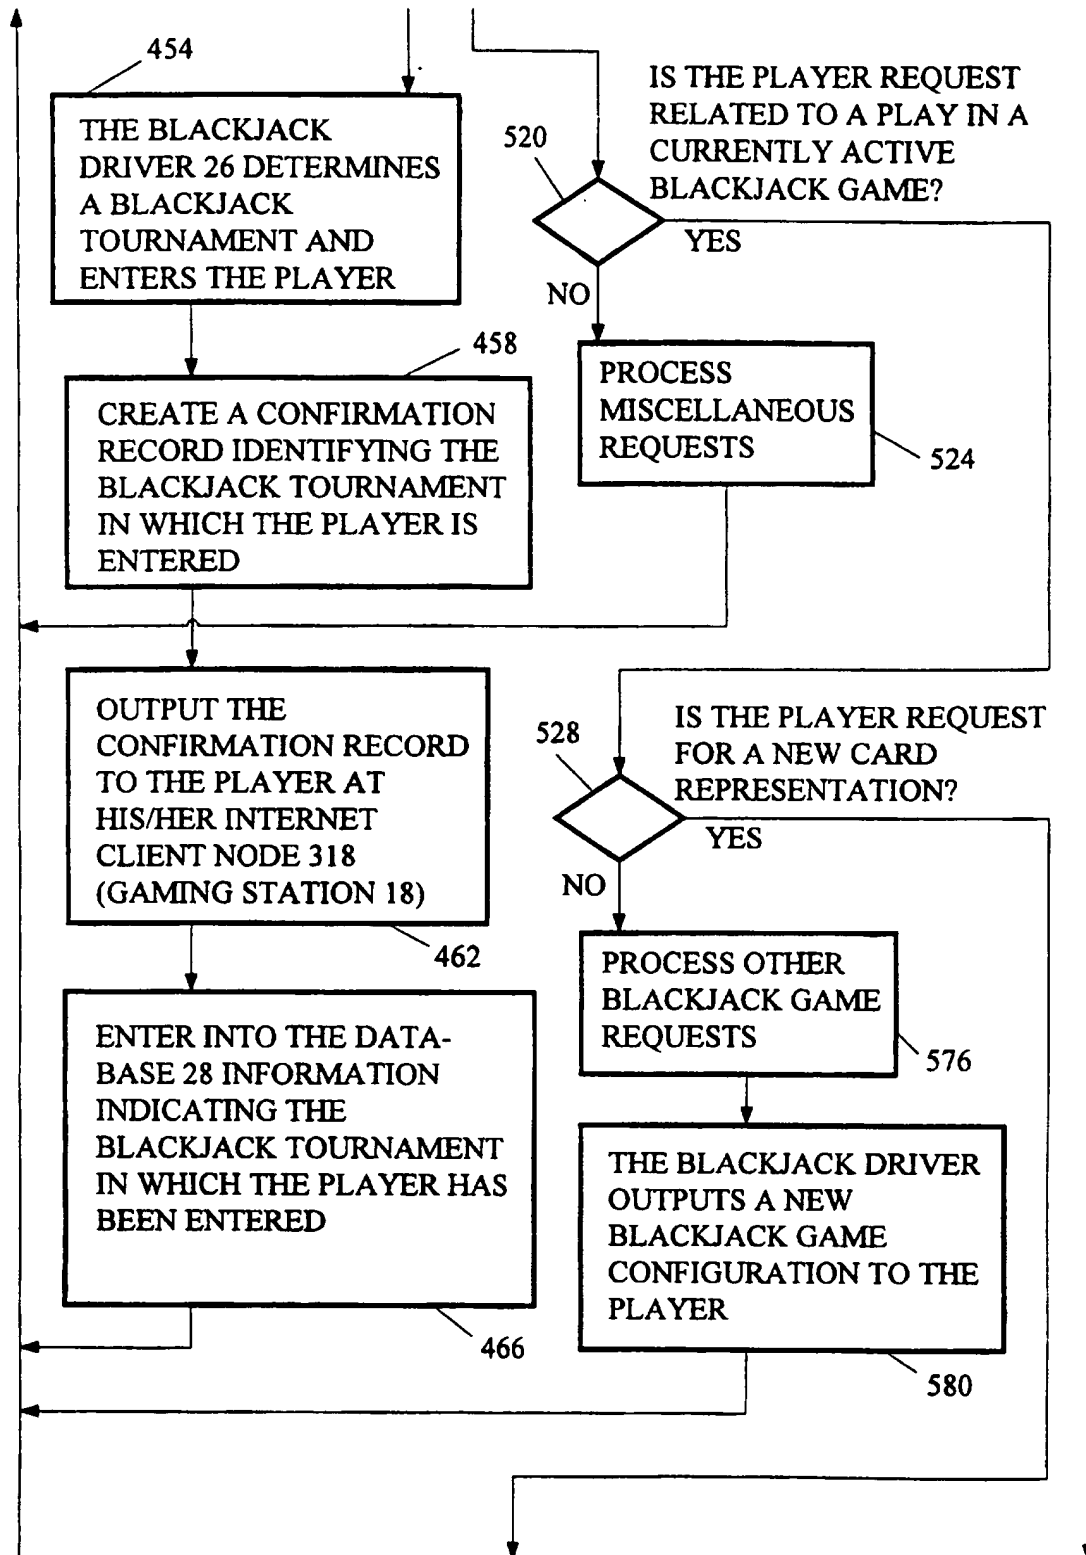 454
THE BLACKJACK
DRIVER 26 DETERMINES
A BLACKJACK
TOURNAMENT AND
ENTERS THE PLAYER
IS THE PLAYER REQUEST
RELATED TO A PLAY IN A
CURRENTLY ACTIVE
BLACKJACK GAME?
520
YES
NO
458
CREATE A CONFIRMATION
RECORD IDENTIFYING THE
BLACKJACK TOURNAMENT
IN WHICH THE PLAYER IS
ENTERED
PROCESS
MISCELLANEOUS
REQUESTS
524
OUTPUT THE
CONFIRMATION RECORD
TO THE PLAYER AT
HIS/HER INTERNET
CLIENT NODE 318
(GAMING STATION 18)
462
IS THE PLAYER REQUEST
FOR A NEW CARD
REPRESENTATION?
528
YES
NO
PROCESS OTHER
BLACKJACK GAME
REQUESTS
576
ENTER INTO THE DATA-
BASE 28 INFORMATION
INDICATING THE
BLACKJACK TOURNAMENT
IN WHICH THE PLAYER HAS
BEEN ENTERED
466
THE BLACKJACK DRIVER
OUTPUTS A NEW
BLACKJACK GAME
CONFIGURATION TO THE
PLAYER
580